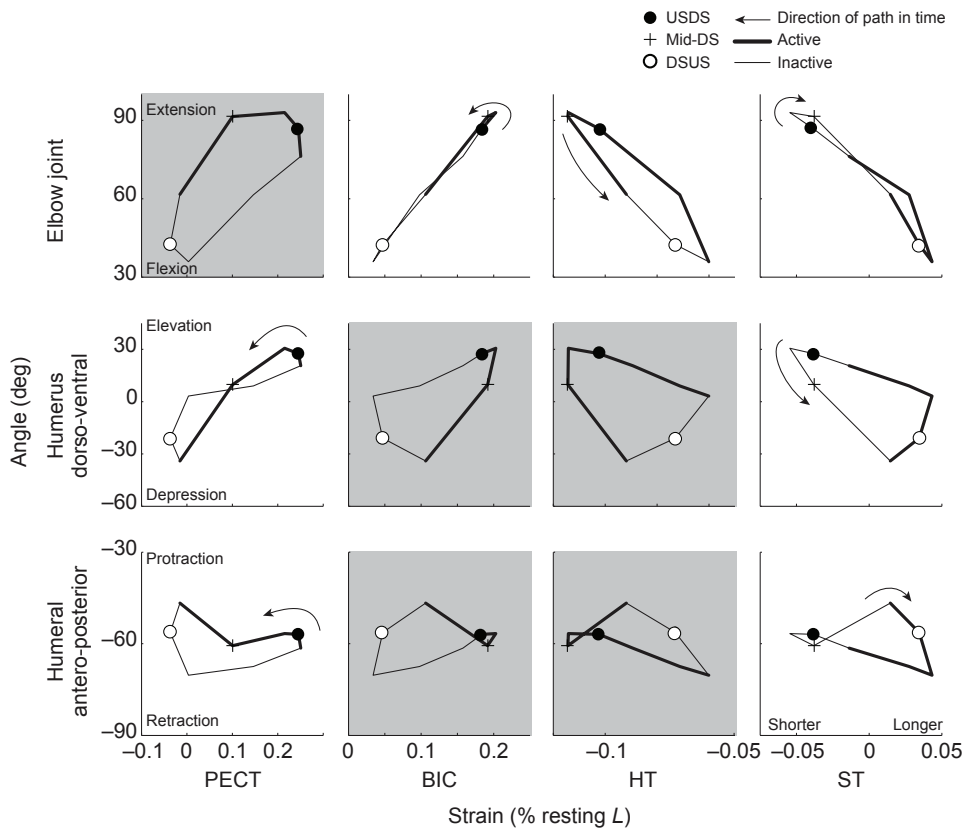 USDS
Direction of path in time
Mid-DS
Active
DSUS
Inactive
Elbow joint
90
60
30
Extension
Flexion
Angle (deg)
Humerus
dorso-ventral
30
0
–30
–60
Elevation
Depression
Humeral
antero-posterior
–30
–60
–90
Protraction
Retraction
Shorter
Longer
–0.1
0
0.1
0.2
0
0.1
0.2
–0.1
–0.05
–0.05
0
0.05
PECT
BIC
HT
ST
Strain (% resting L)